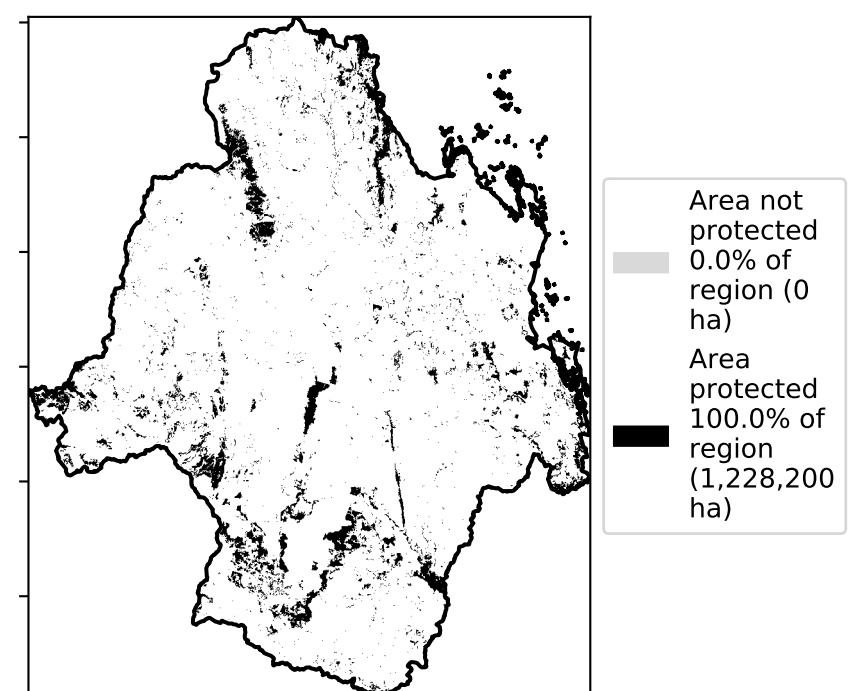 Area not
protected
0.0% of
region (0
ha)
Area
protected
100.0% of
region
(1,228,200
ha)